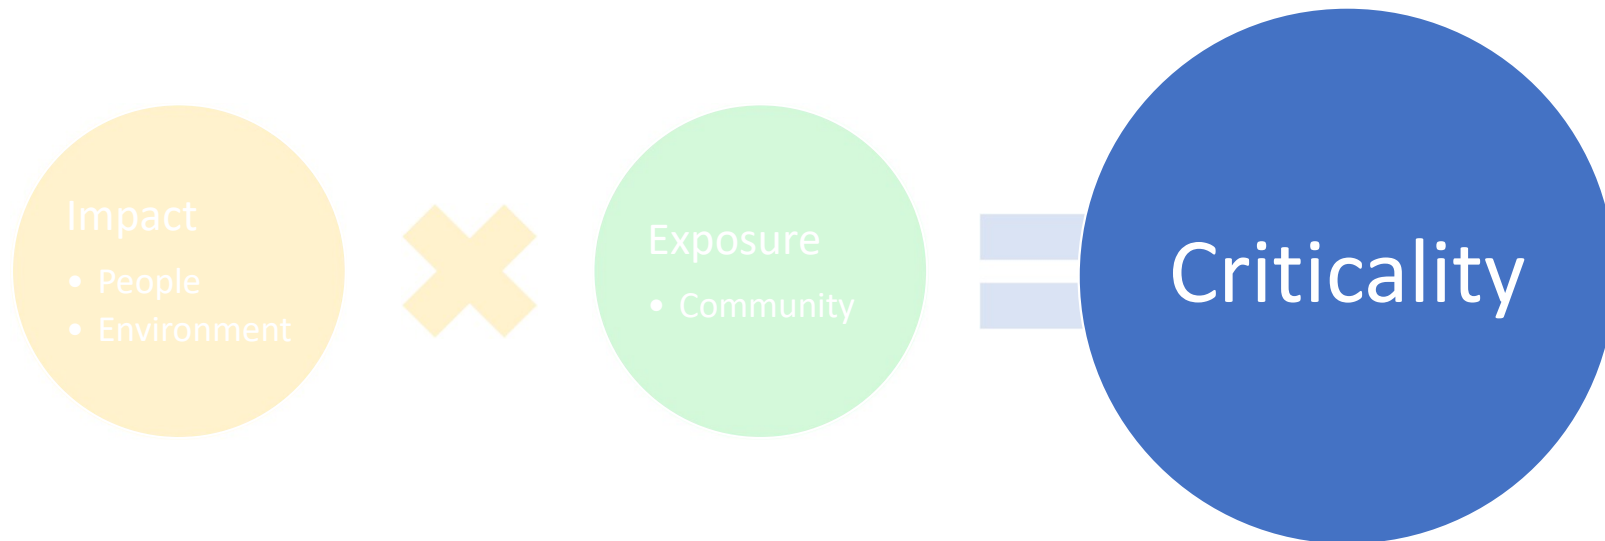 Impact
• People
• Environment
Exposure
• Community
Criticality